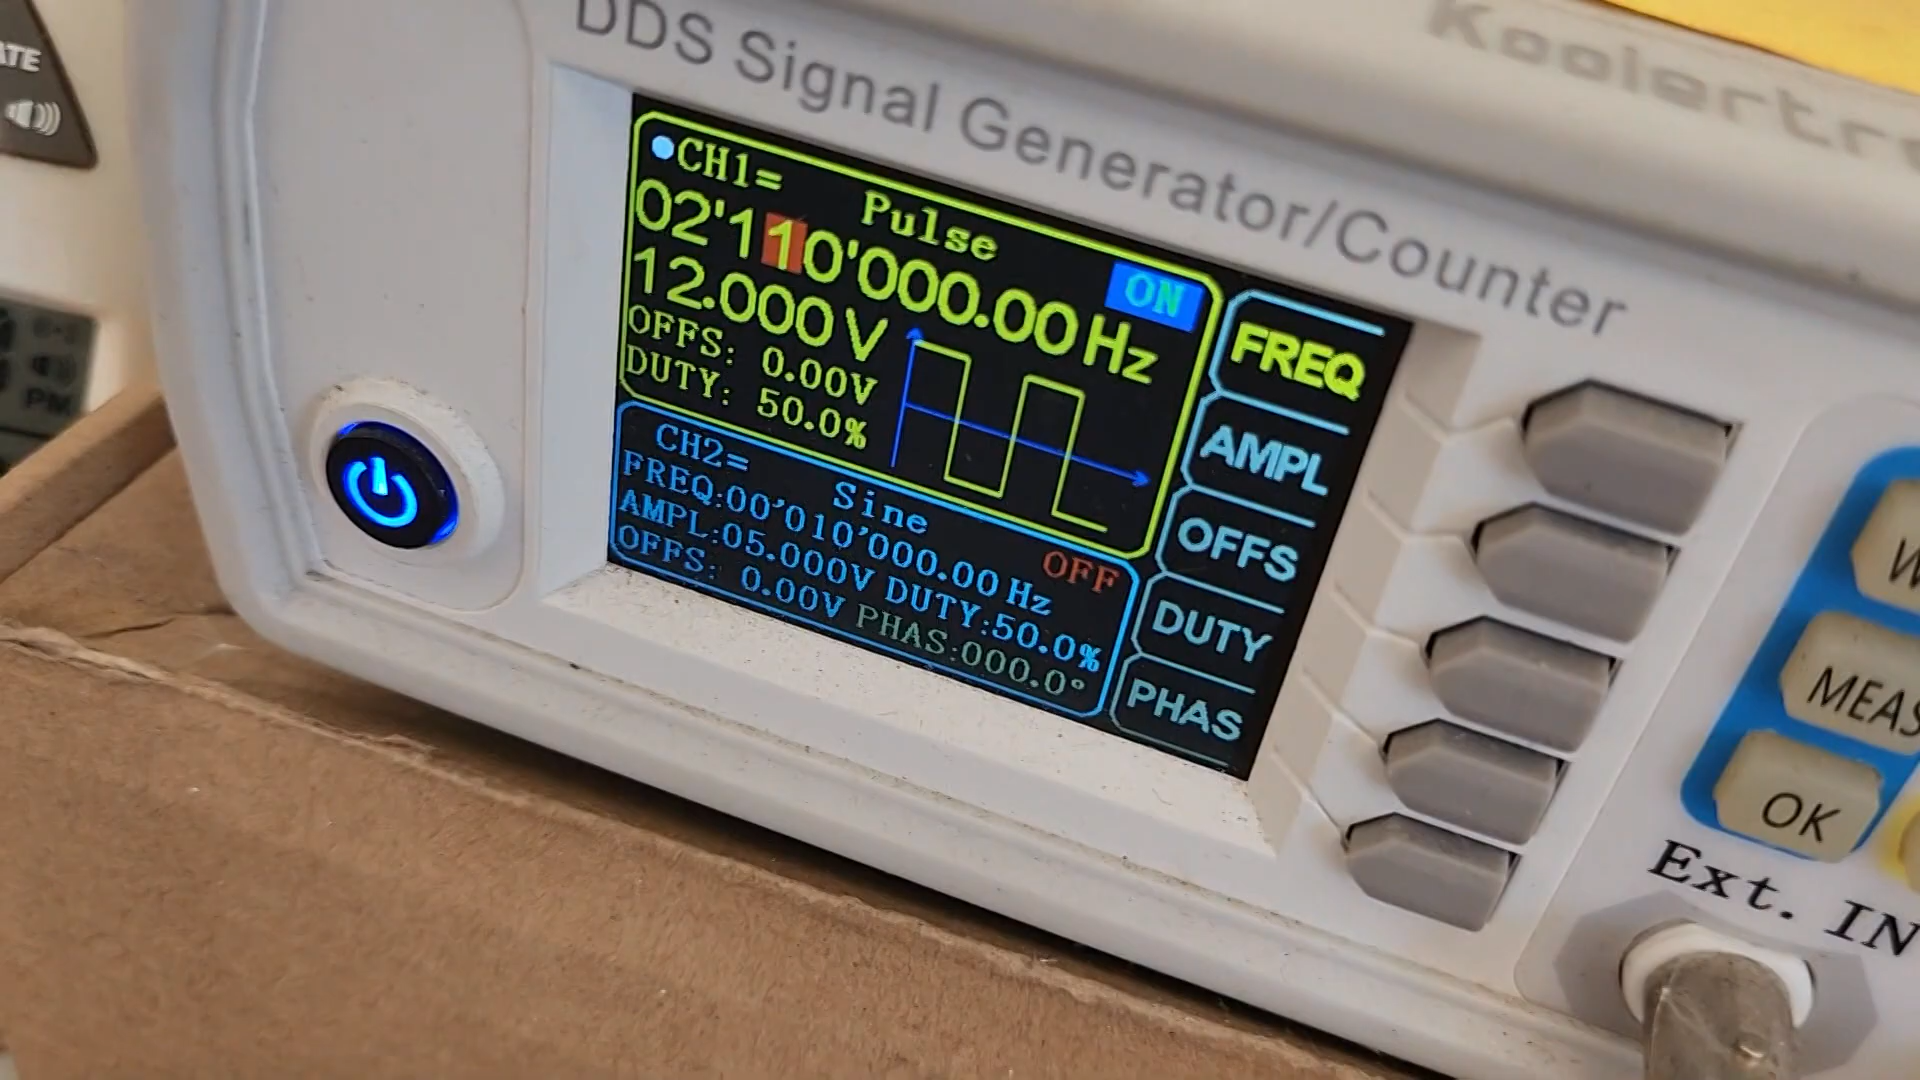 DDS Signal Generator/Counter
ATE
PM
CH1=
Pulse
02'110'000.00Hz
ON
12.000V
OFFS: 0.00V
DUTY: 50.0%
CH2=
Sine
FREQ:00'010'000.00Hz
OFF
AMPL:05.000V DUTY:50.0%
OFFS: 0.00V PHAS:000.0°
FREQ
AMPL
OFFS
DUTY
PHAS
W
MEAS
OK
Ext. IN